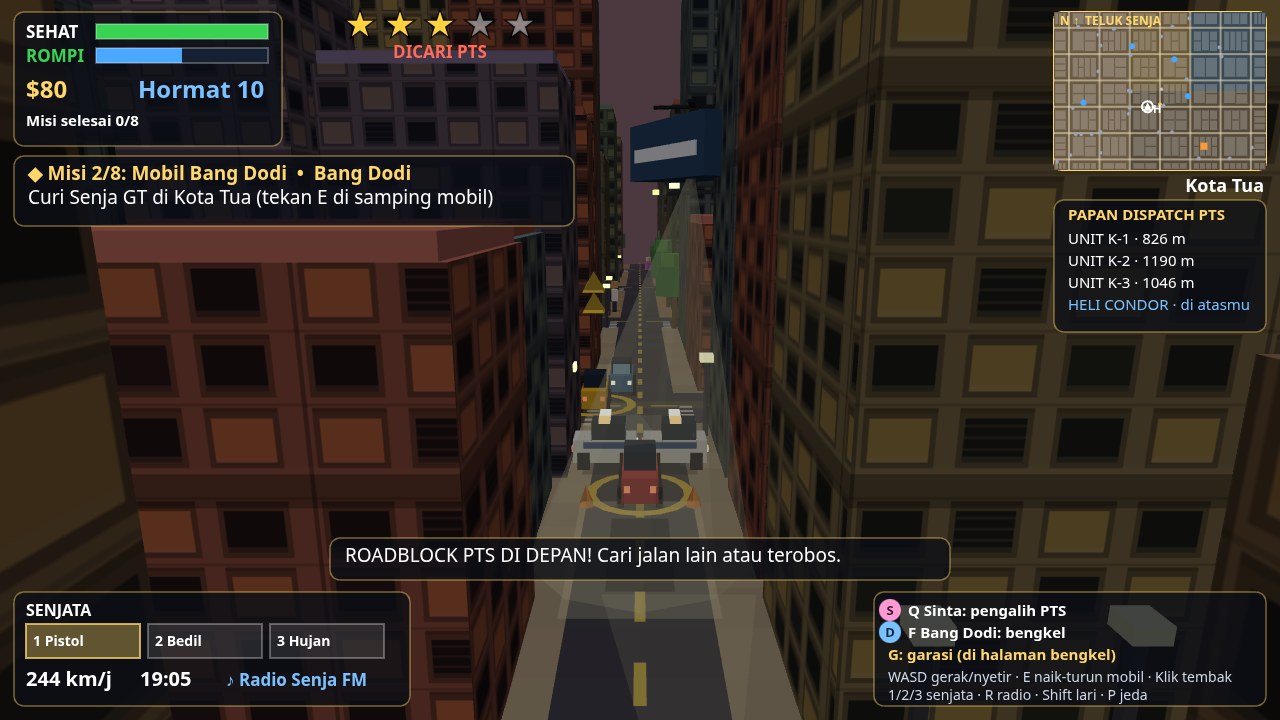 SEHAT
ROMPI
$80 Hormat 10
Misi selesai 0/8
DICARI PTS
◆ Misi 2/8: Mobil Bang Dodi • Bang Dodi
Curi Senja GT di Kota Tua (tekan E di samping mobil)
N ↑ TELUK SENJA
H
Kota Tua
PAPAN DISPATCH PTS
UNIT K-1 · 826 m
UNIT K-2 · 1190 m
UNIT K-3 · 1046 m
HELI CONDOR · di atasmu
ROADBLOCK PTS DI DEPAN! Cari jalan lain atau terobos.
SENJATA
1 Pistol 2 Bedil 3 Hujan
244 km/j 19:05 ♪ Radio Senja FM
S Q Sinta: pengalih PTS
D F Bang Dodi: bengkel
G: garasi (di halaman bengkel)
WASD gerak/nyetir · E naik-turun mobil · Klik tembak
1/2/3 senjata · R radio · Shift lari · P jeda